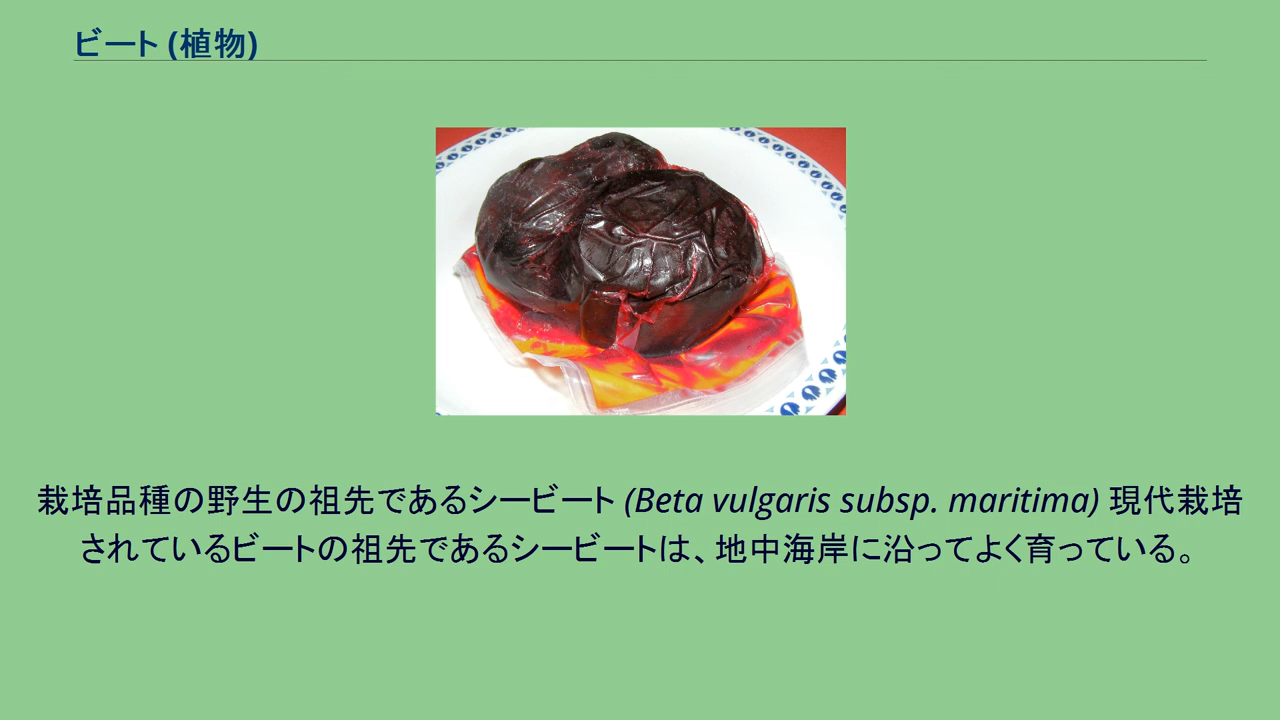 ビート (植物)
栽培品種の野生の祖先であるシービート (Beta vulgaris subsp. maritima) 現代栽培
されているビートの祖先であるシービートは、地中海岸に沿ってよく育っている。